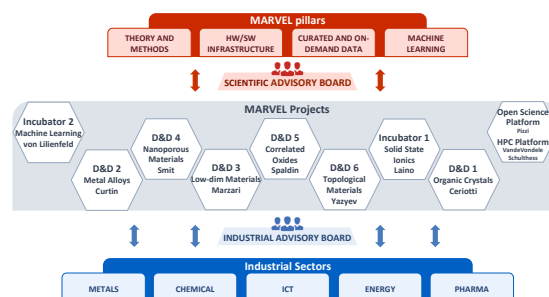 MARVEL pillars
THEORY AND
METHODS
HW/SW
INFRASTRUCTURE
CURATED AND ON-
DEMAND DATA
MACHINE
LEARNING
SCIENTIFIC ADVISORY BOARD
MARVEL Projects
Incubator 2
Machine Learning
von Lilienfeld
D&D 2
Metal Alloys
Curtin
D&D 4
Nanoporous
Materials
Smit
D&D 3
Low-dim Materials
Marzari
D&D 5
Correlated
Oxides
Spaldin
D&D 6
Topological
Materials
Yazyev
Incubator 1
Solid State
Ionics
Laino
D&D 1
Organic Crystals
Ceriotti
Open Science
Platform
Pizzi
HPC Platform
VandeVondele
Schulthess
INDUSTRIAL ADVISORY BOARD
Industrial Sectors
METALS
CHEMICAL
ICT
ENERGY
PHARMA